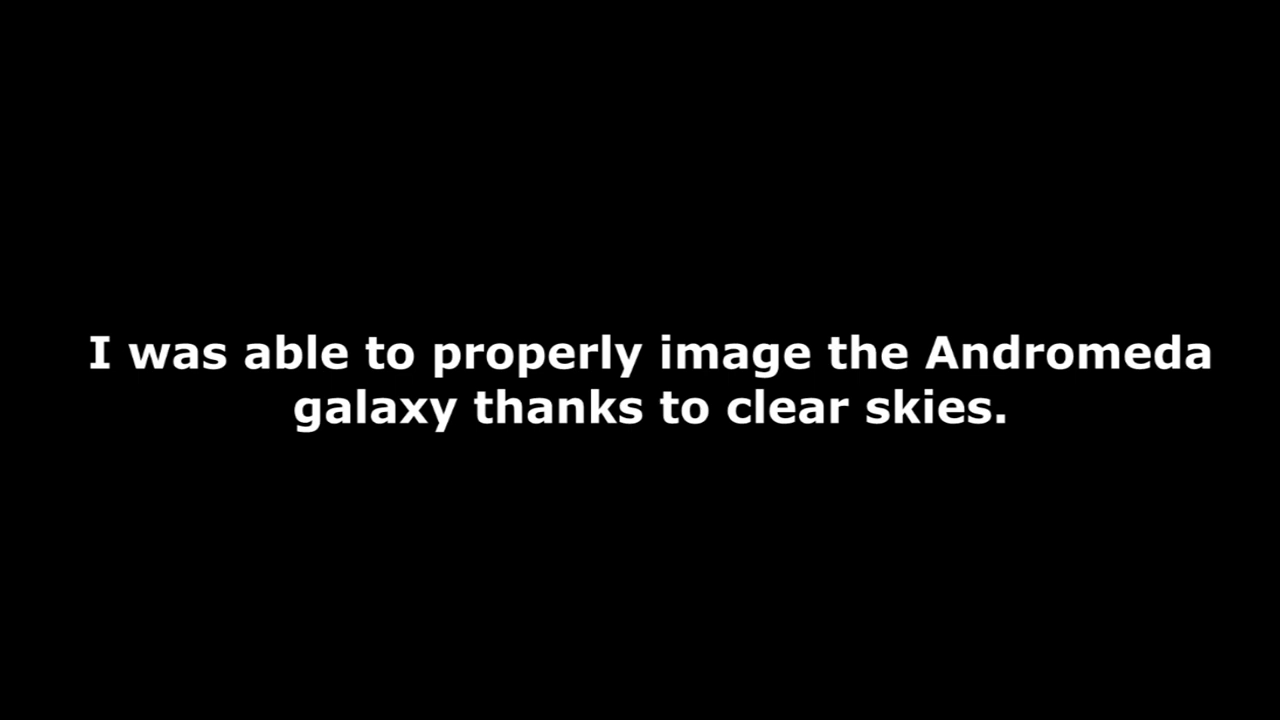 I was able to properly image the Andromeda
galaxy thanks to clear skies.